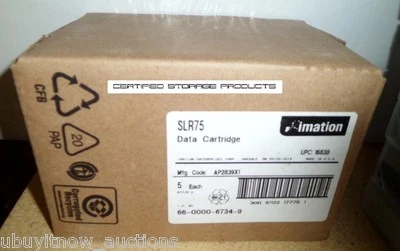 CERTIFIED STORAGE PRODUCTS
CFB
20
PAP
SLR75
Data Cartridge
imation
UPC: 16838
Mfg. Code: AP2839X1
5 Each
66-0000-6734-9
ubuyitnow_auctions